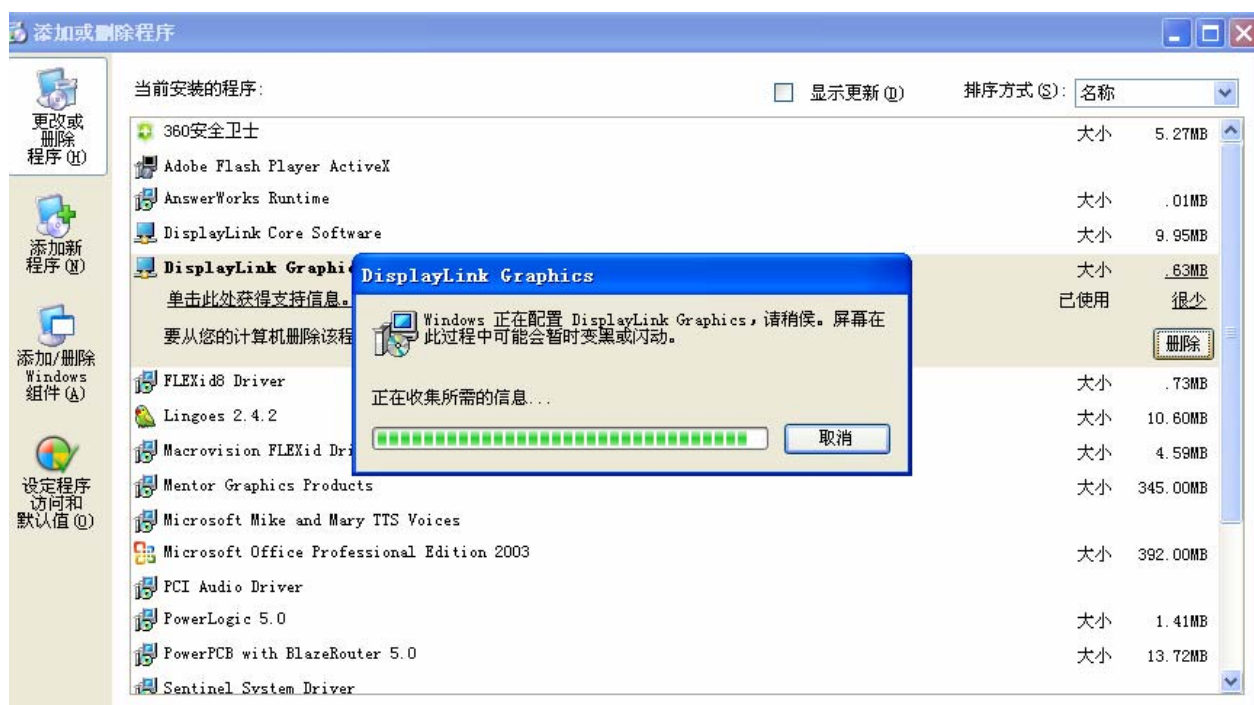 添加或删除程序
更改或
删除
程序(H)
添加新
程序(N)
添加/删除
Windows
组件(A)
设定程序
访问和
默认值(O)
当前安装的程序:
显示更新(D)
排序方式(S): 名称
360安全卫士 大小 5.27MB
Adobe Flash Player ActiveX
AnswerWorks Runtime 大小 .01MB
DisplayLink Core Software 大小 9.95MB
DisplayLink Graphi 大小 .63MB
单击此处获得支持信息。 已使用 很少
要从您的计算机删除该程 删除
DisplayLink Graphics
Windows 正在配置 DisplayLink Graphics,请稍侯。屏幕在
此过程中可能会暂时变黑或闪动。
正在收集所需的信息...
取消
FLEXid8 Driver 大小 .73MB
Lingoes 2.4.2 大小 10.60MB
Macrovision FLEXid Dri 大小 4.59MB
Mentor Graphics Products 大小 345.00MB
Microsoft Mike and Mary TTS Voices
Microsoft Office Professional Edition 2003 大小 392.00MB
PCI Audio Driver
PowerLogic 5.0 大小 1.41MB
PowerPCB with BlazeRouter 5.0 大小 13.72MB
Sentinel System Driver